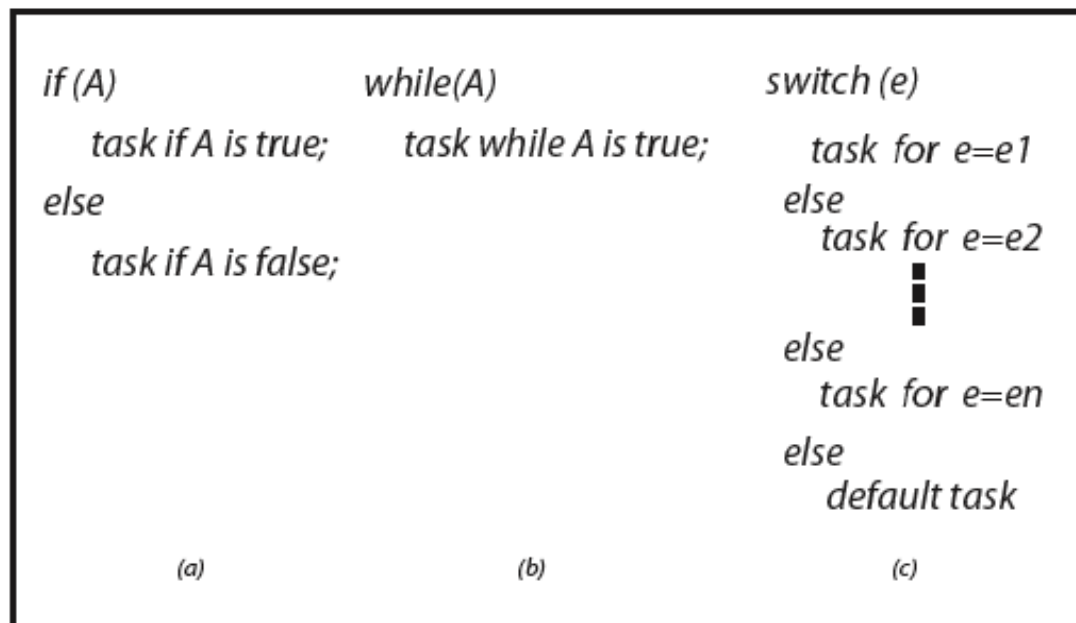 if (A)
task if A is true;
else
task if A is false;
(a)
while(A)
task while A is true;
(b)
switch (e)
task for e=e1
else
task for e=e2
else
task for e=en
else
default task
(c)